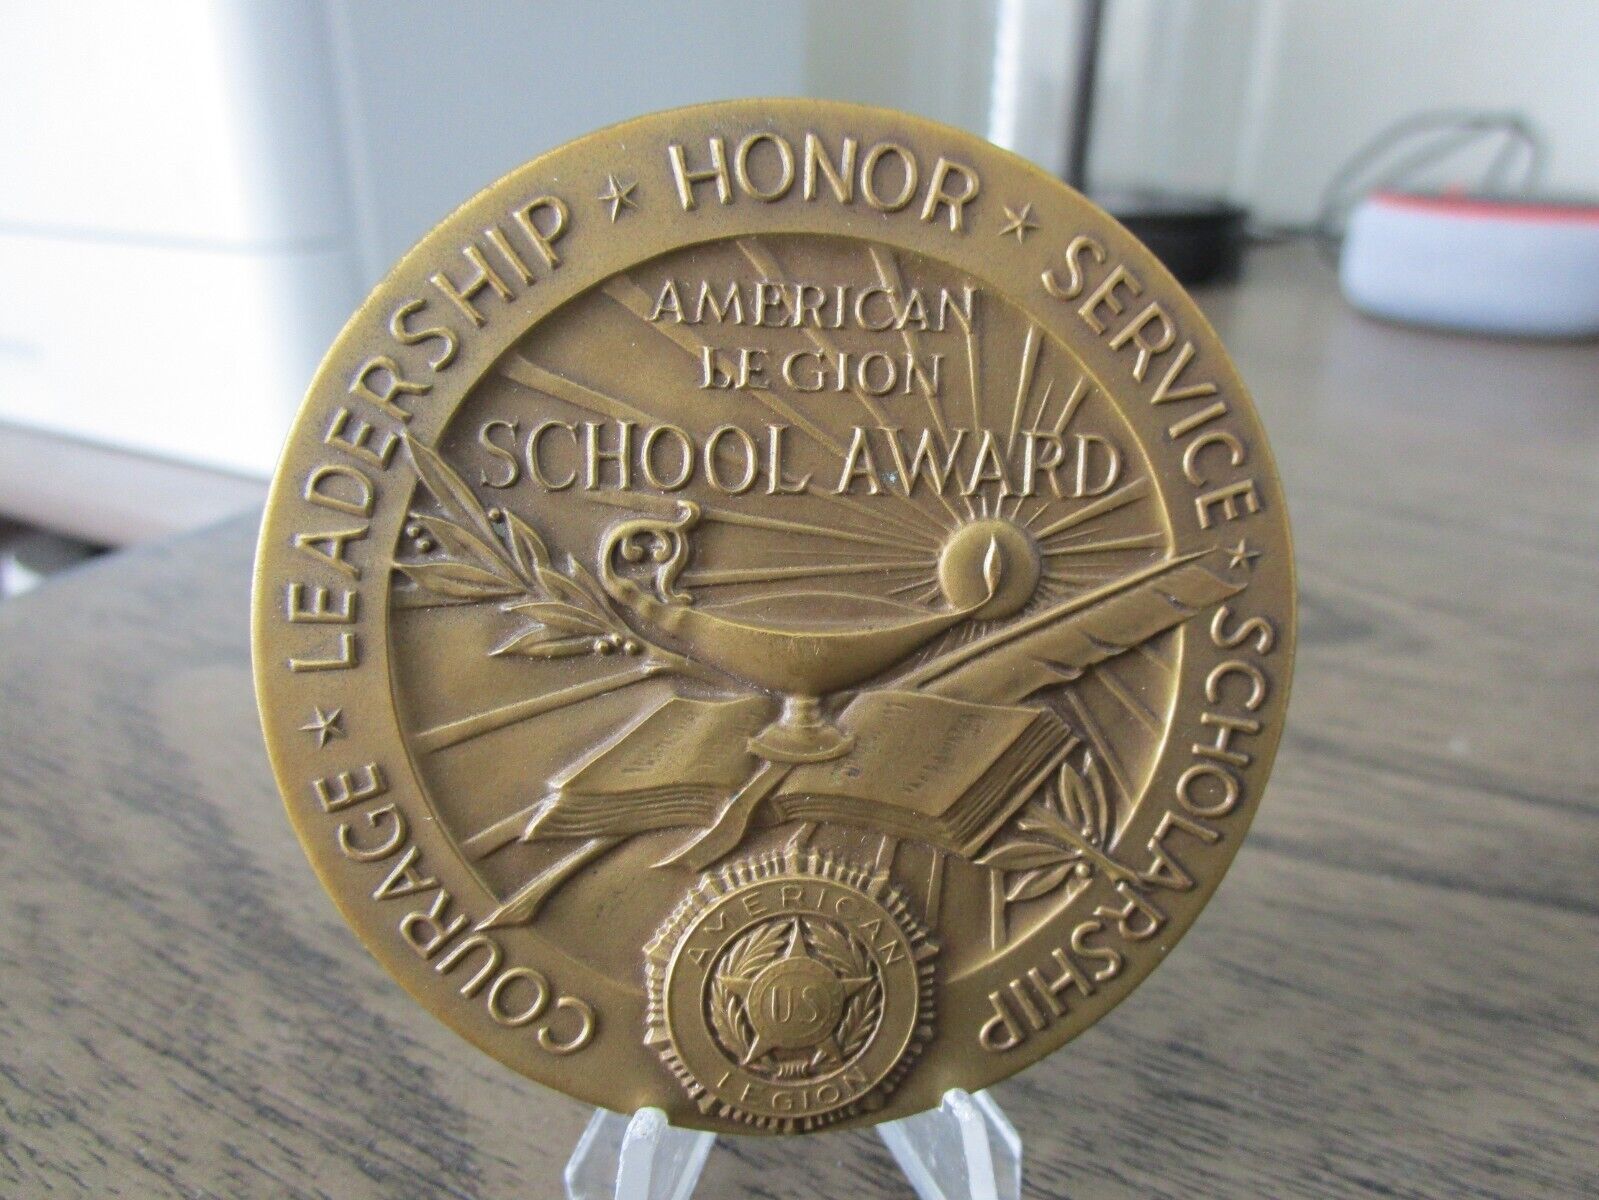 COURAGE ★ LEADERSHIP ★ HONOR ★ SERVICE ★ SCHOLARSHIP
AMERICAN
LEGION
SCHOOL AWARD
AMERICAN
US
LEGION